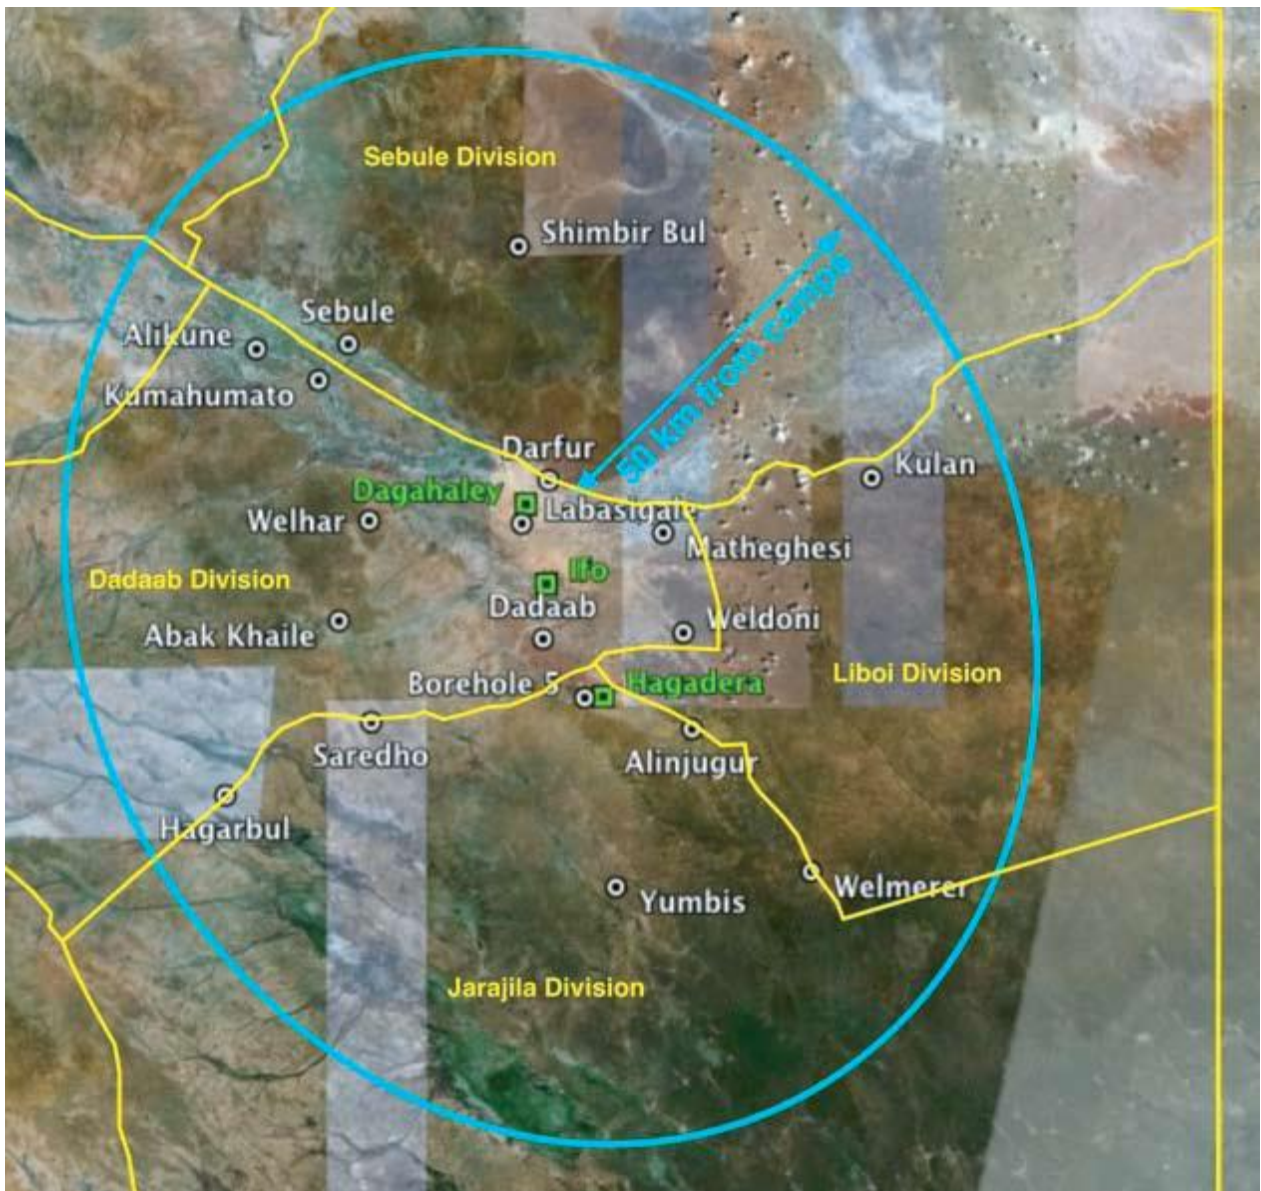 Sebule Division
Shimbir Bul
50 km from camps
Sebule
Alikune
Kumahumato
Darfur
Kulan
Dagahaley
Labasigale
Welhar
Matheghesi
Ifo
Dadaab Division
Dadaab
Weldoni
Abak Khaile
Liboi Division
Borehole 5
Hagadera
Saredho
Alinjugur
Hagarbul
Welmerer
Yumbis
Jarajila Division